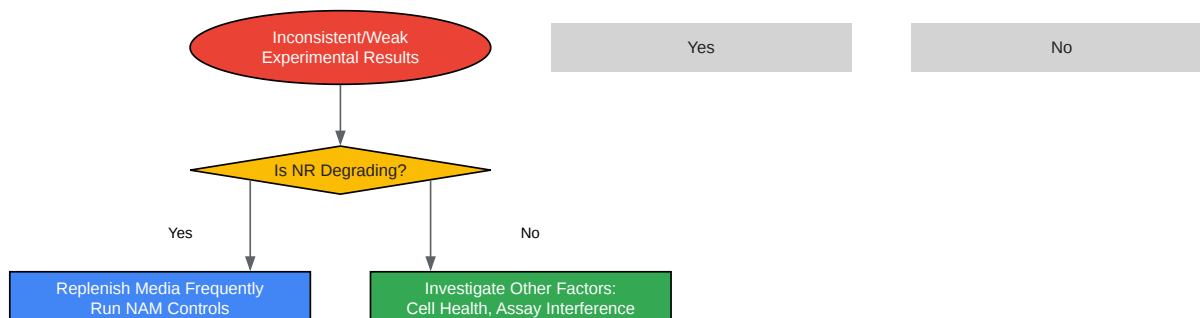 Inconsistent/Weak
Experimental Results
Yes
No
Is NR Degrading?
Yes
No
Replenish Media Frequently
Run NAM Controls
Investigate Other Factors:
Cell Health, Assay Interference